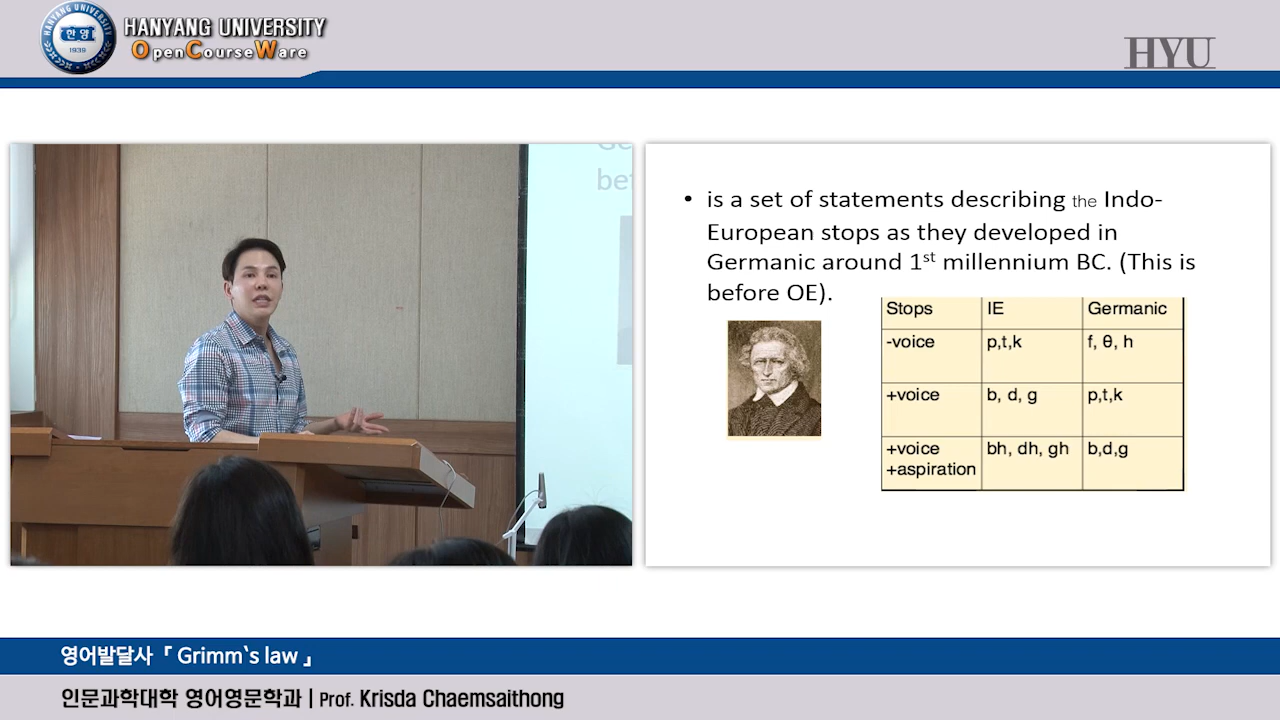 HANYANG UNIVERSITY
OpenCourseWare
HANYANG UNIVERSITY
한양
1939
HYU
be
• is a set of statements describing the Indo-
European stops as they developed in
Germanic around 1st millennium BC. (This is
before OE).
Stops IE Germanic
-voice p,t,k f, θ, h
+voice b, d, g p,t,k
+voice bh, dh, gh b,d,g
+aspiration
영어발달사 「 Grimm`s law 」
인문과학대학 영어영문학과 | Prof. Krisda Chaemsaithong